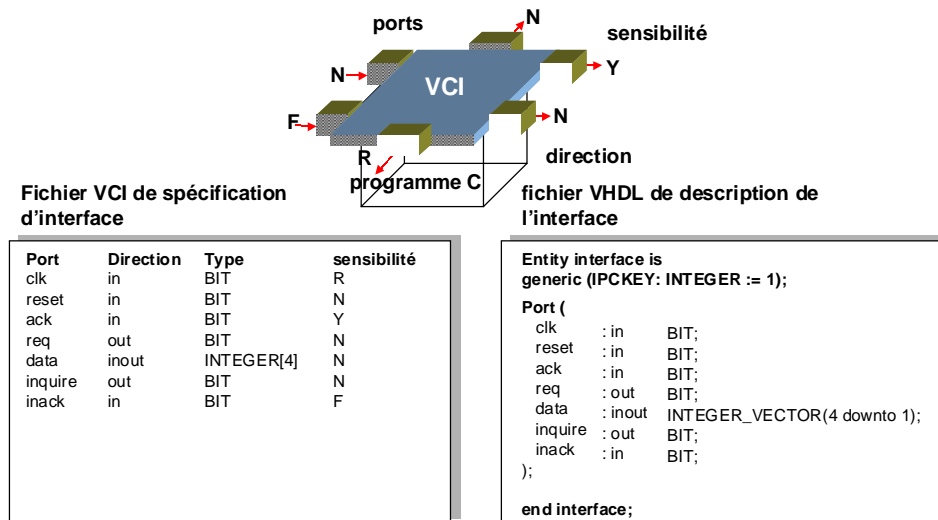 ports
N
sensibilité
N
VCI
Y
F
N
R
direction
programme C
Fichier VCI de spécification
d'interface
Port Direction Type sensibilité
clk in BIT R
reset in BIT N
ack in BIT Y
req out BIT N
data inout INTEGER[4] N
inquire out BIT N
inack in BIT F
fichier VHDL de description de
l'interface
Entity interface is
generic (IPCKEY: INTEGER := 1);
Port (
clk : in BIT;
reset : in BIT;
ack : in BIT;
req : out BIT;
data : inout INTEGER_VECTOR(4 downto 1);
inquire : out BIT;
inack : in BIT;
);
end interface;